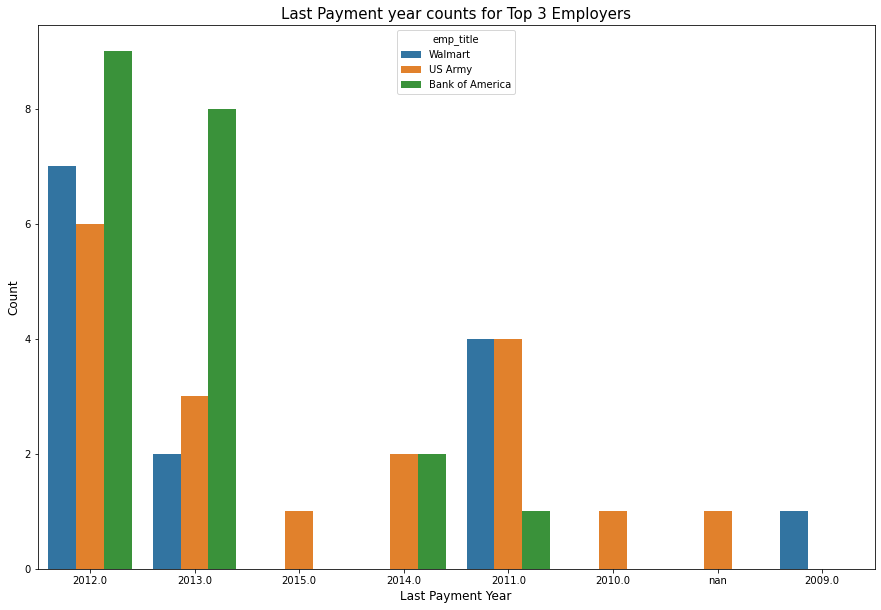 Last Payment year counts for Top 3 Employers
emp_title
Walmart
US Army
Bank of America
Count
8
6
4
2
0
2012.0 2013.0 2015.0 2014.0 2011.0 2010.0 nan 2009.0
Last Payment Year